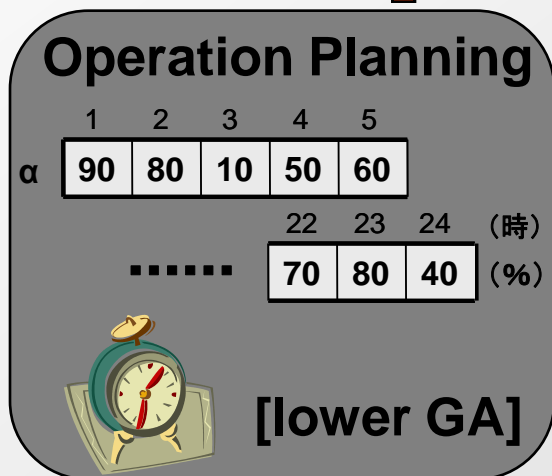 Operation Planning
1 2 3 4 5
α 90 80 10 50 60
22 23 24 (時)
...... 70 80 40 (%)
[lower GA]